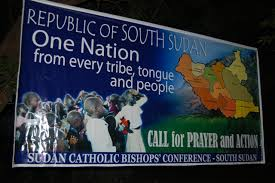 REPUBLIC OF SOUTH SUDAN
One Nation
from every tribe, tongue
and people
CALL for PRAYER and ACTION
SUDAN CATHOLIC BISHOPS' CONFERENCE - SOUTH SUDAN